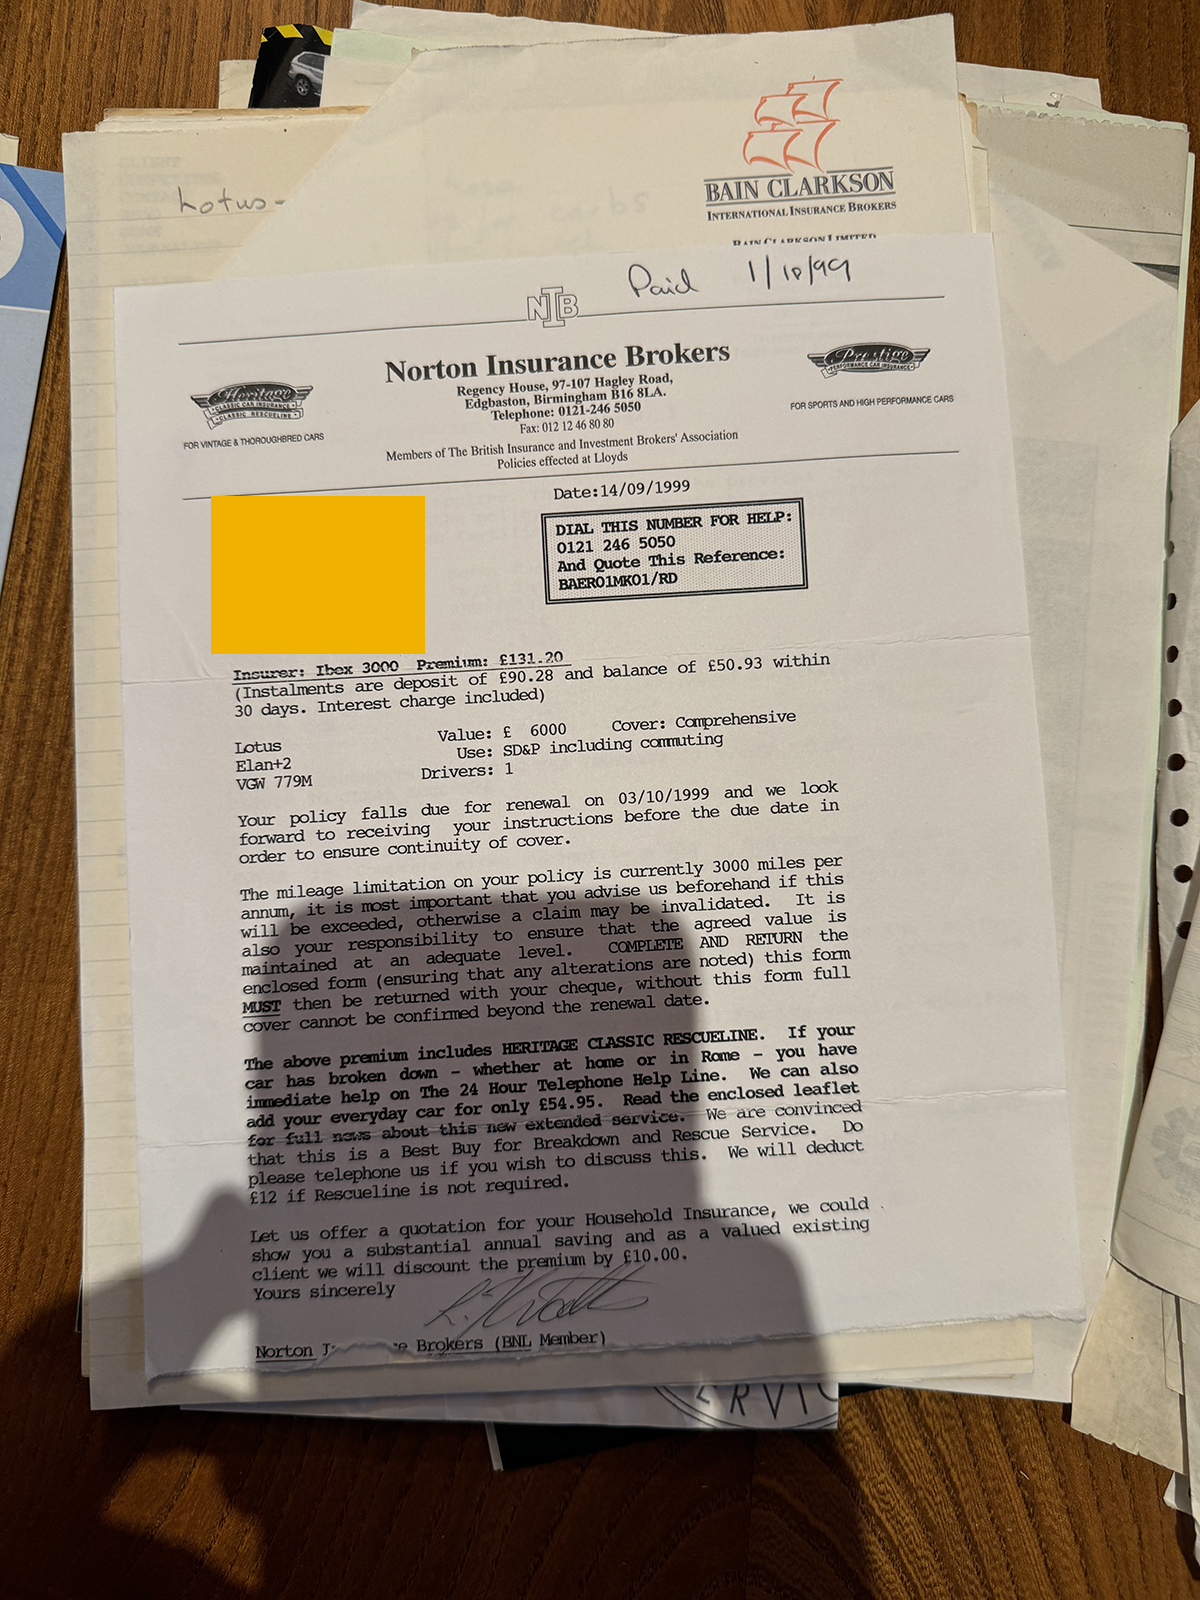 Lotus-
BAIN CLARKSON
INTERNATIONAL INSURANCE BROKERS
BAIN CLARKSON LIMITED
Paid 1/10/99
NIB
Norton Insurance Brokers
Regency House, 97-107 Hagley Road,
Edgbaston, Birmingham B16 8LA.
Telephone: 0121-246 5050
Fax: 012 12 46 80 80
Members of The British Insurance and Investment Brokers' Association
Policies effected at Lloyds
Heritage
CLASSIC CAR INSURANCE
CLASSIC RESCUELINE
FOR VINTAGE & THOROUGHBRED CARS
Prestige
PERFORMANCE CAR INSURANCE
FOR SPORTS AND HIGH PERFORMANCE CARS
Date:14/09/1999
DIAL THIS NUMBER FOR HELP:
0121 246 5050
And Quote This Reference:
BAER01MK01/RD
Insurer: Ibex 3000 Premium: £131.20
(Instalments are deposit of £90.28 and balance of £50.93 within
30 days. Interest charge included)
Lotus Value: £ 6000 Cover: Comprehensive
Elan+2 Use: SD&P including commuting
VGW 779M Drivers: 1
Your policy falls due for renewal on 03/10/1999 and we look
forward to receiving your instructions before the due date in
order to ensure continuity of cover.
The mileage limitation on your policy is currently 3000 miles per
annum, it is most important that you advise us beforehand if this
will be exceeded, otherwise a claim may be invalidated. It is
also your responsibility to ensure that the agreed value is
maintained at an adequate level. COMPLETE AND RETURN the
enclosed form (ensuring that any alterations are noted) this form
MUST then be returned with your cheque, without this form full
cover cannot be confirmed beyond the renewal date.
The above premium includes HERITAGE CLASSIC RESCUELINE. If your
car has broken down - whether at home or in Rome - you have
immediate help on The 24 Hour Telephone Help Line. We can also
add your everyday car for only £54.95. Read the enclosed leaflet
for full news about this new extended service. We are convinced
that this is a Best Buy for Breakdown and Rescue Service. Do
please telephone us if you wish to discuss this. We will deduct
£12 if Rescueline is not required.
Let us offer a quotation for your Household Insurance, we could
show you a substantial annual saving and as a valued existing
client we will discount the premium by £10.00.
Yours sincerely
Norton Brokers (BNL Member)